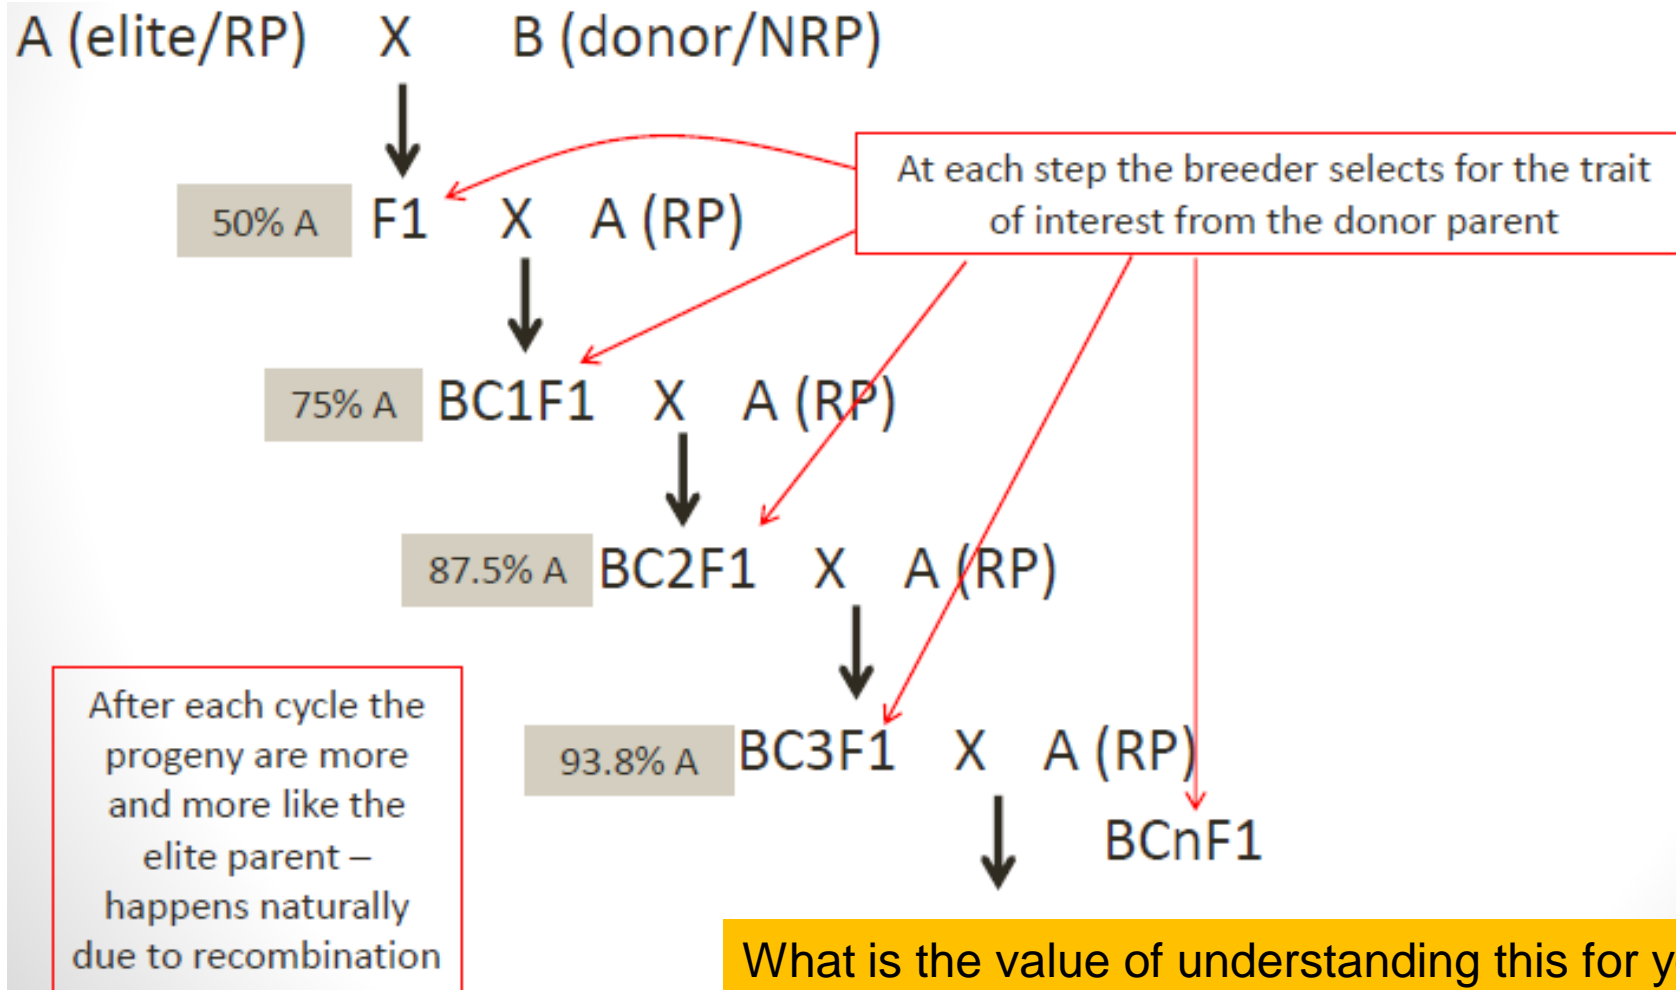 A (elite/RP) X B (donor/NRP)
At each step the breeder selects for the trait
of interest from the donor parent
50% A F1 X A (RP)
75% A BC1F1 X A (RP)
87.5% A BC2F1 X A (RP)
93.8% A BC3F1 X A (RP)
BCnF1
After each cycle the
progeny are more
and more like the
elite parent –
happens naturally
due to recombination
What is the value of understanding this for y